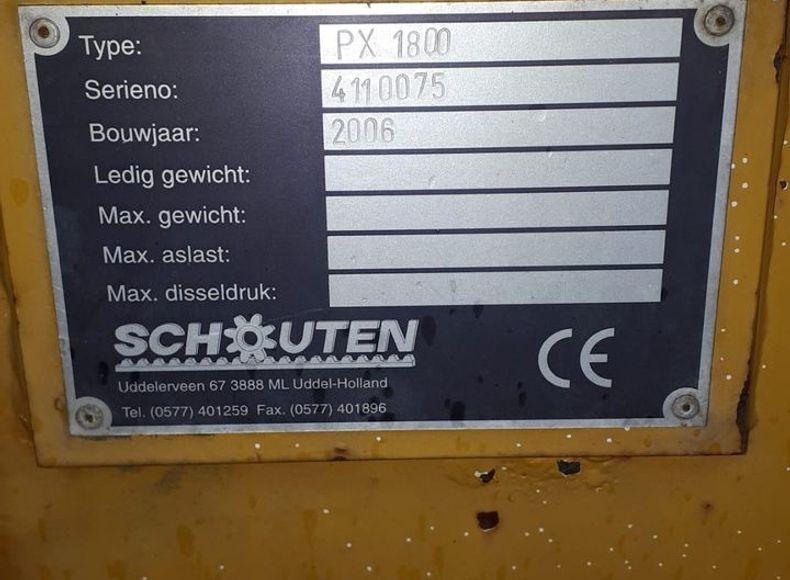 Type: PX 1800
Serieno: 4110075
Bouwjaar: 2006
Ledig gewicht:
Max. gewicht:
Max. aslast:
Max. disseldruk:
SCHOUTEN
CE
Uddelerveen 67 3888 ML Uddel-Holland
Tel. (0577) 401259 Fax. (0577) 401896